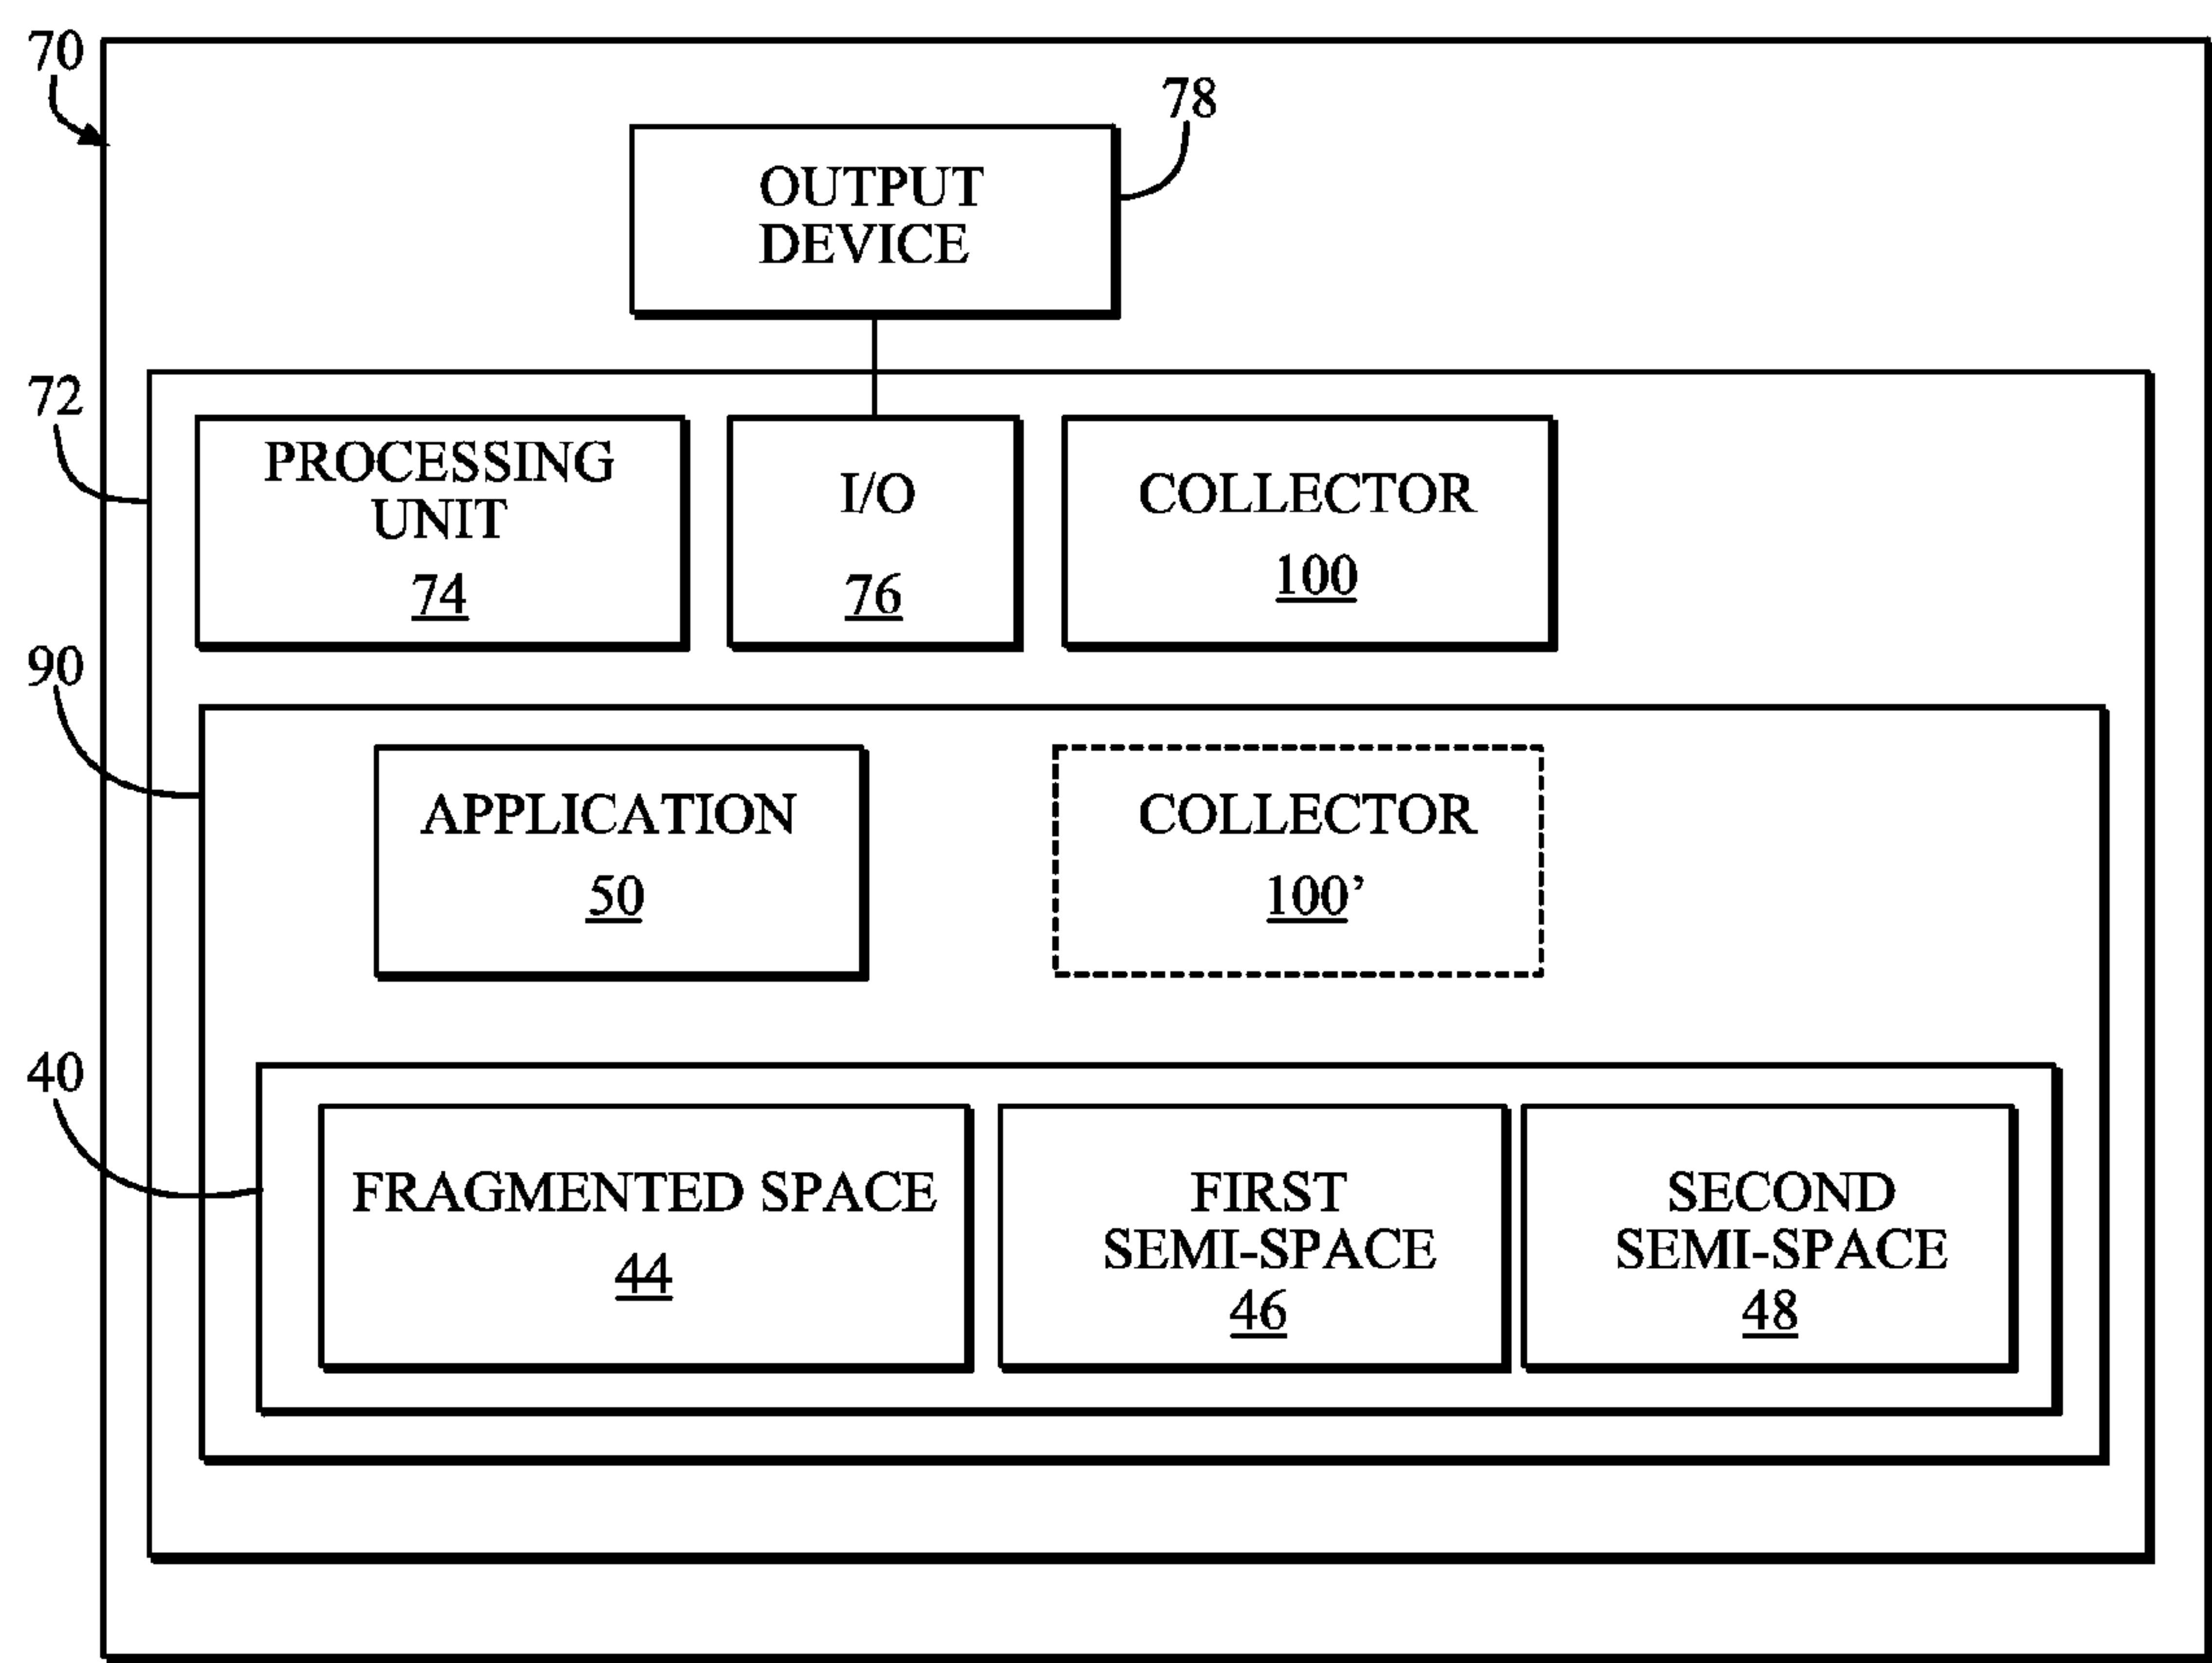 70
78
OUTPUT
DEVICE
72
PROCESSING
UNIT
74
I/O
76
COLLECTOR
100
90
APPLICATION
50
COLLECTOR
100’
40
FRAGMENTED SPACE
44
FIRST
SEMI-SPACE
46
SECOND
SEMI-SPACE
48